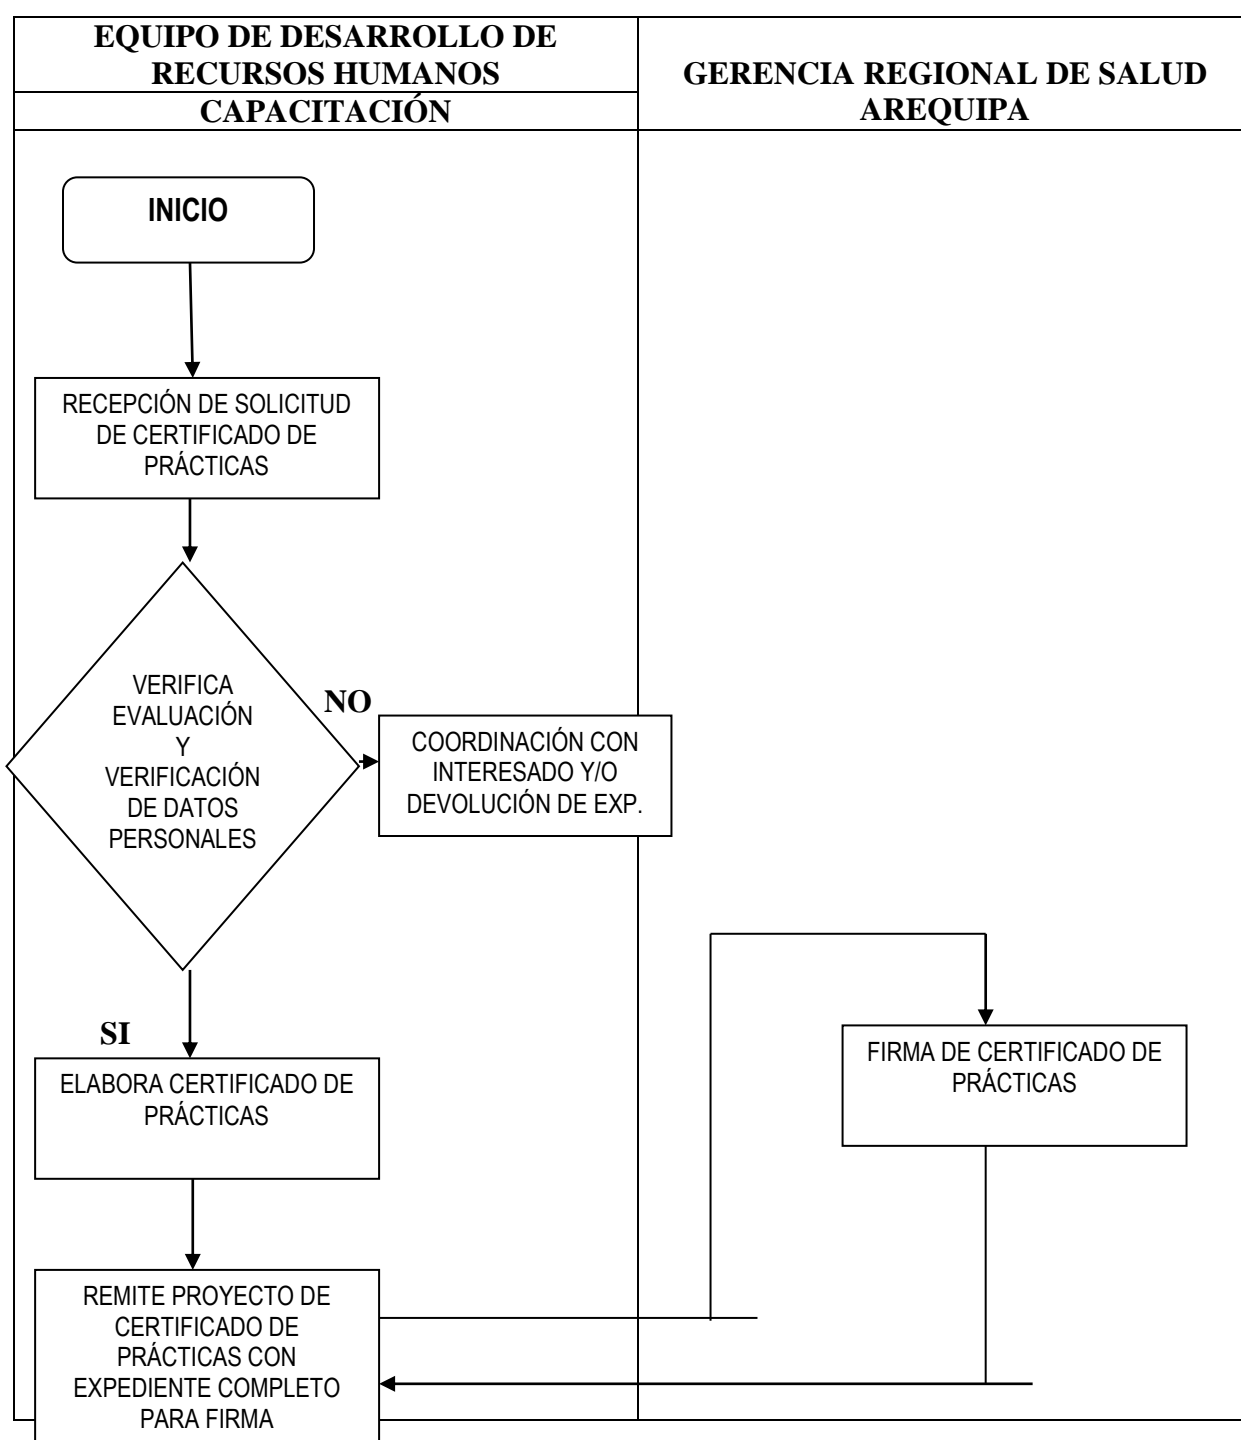 EQUIPO DE DESARROLLO DE
RECURSOS HUMANOS
CAPACITACIÓN
GERENCIA REGIONAL DE SALUD
AREQUIPA
INICIO
RECEPCIÓN DE SOLICITUD
DE CERTIFICADO DE
PRÁCTICAS
VERIFICA
EVALUACIÓN
Y
VERIFICACIÓN
DE DATOS
PERSONALES
NO
COORDINACIÓN CON
INTERESADO Y/O
DEVOLUCIÓN DE EXP.
SI
ELABORA CERTIFICADO DE
PRÁCTICAS
FIRMA DE CERTIFICADO DE
PRÁCTICAS
REMITE PROYECTO DE
CERTIFICADO DE
PRÁCTICAS CON
EXPEDIENTE COMPLETO
PARA FIRMA